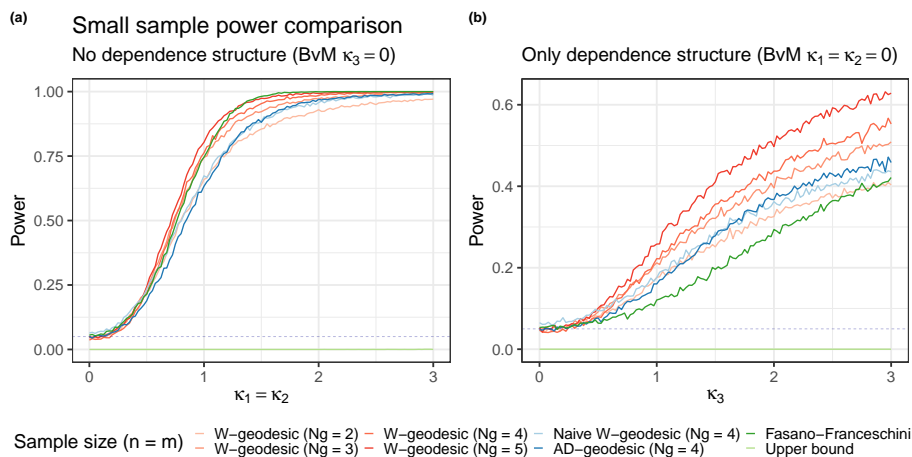 (a)
Small sample power comparison
(b)
No dependence structure (BvM κ₃ = 0)
Only dependence structure (BvM κ₁ = κ₂ = 0)
Power
1.00
0.75
0.50
0.25
0.00
0 1 2 3
κ₁ = κ₂
Power
0.6
0.4
0.2
0.0
0 1 2 3
κ₃
Sample size (n = m)
W−geodesic (Ng = 2) W−geodesic (Ng = 4) Naive W−geodesic (Ng = 4) Fasano−Franceschini
W−geodesic (Ng = 3) W−geodesic (Ng = 5) AD−geodesic (Ng = 4) Upper bound